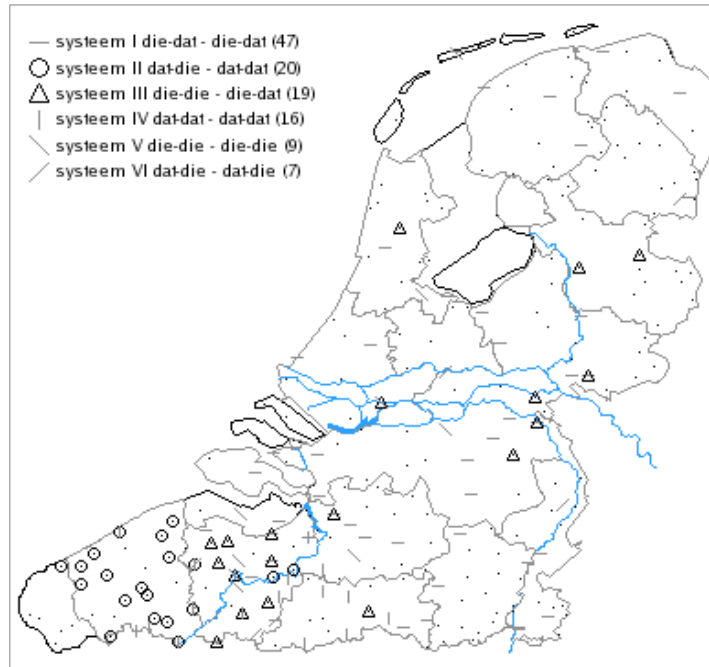 systeem I die-dat - die-dat (47)
systeem II dat-die - dat-dat (20)
systeem III die-die - die-dat (19)
systeem IV dat-dat - dat-dat (16)
systeem V die-die - die-die (9)
systeem VI dat-die - dat-die (7)